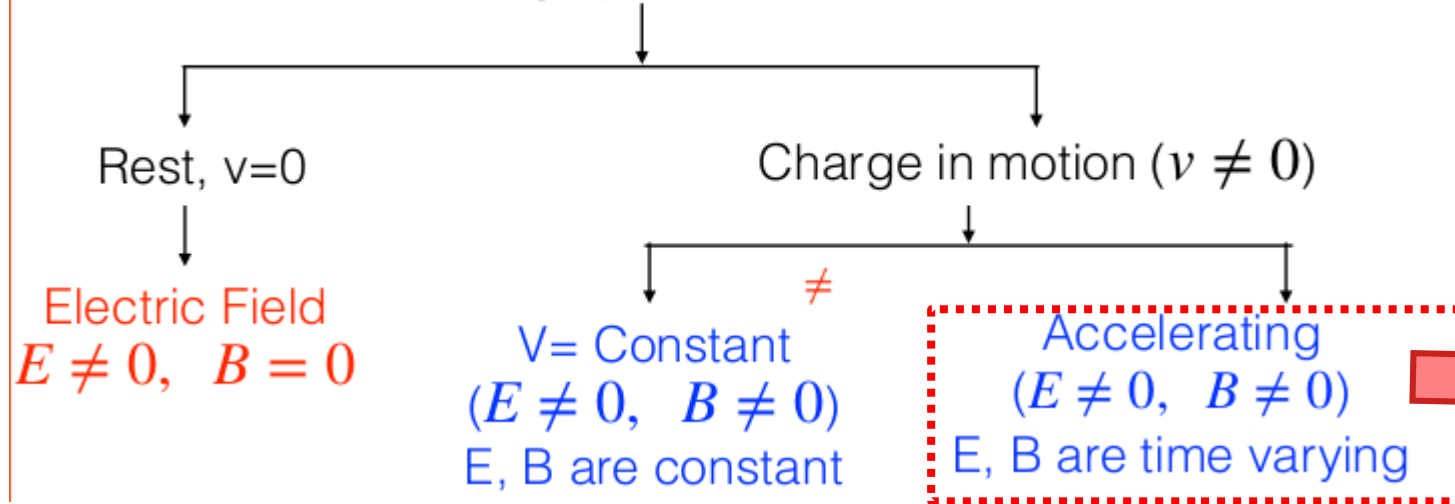 Rest, v=0
Charge in motion (v ≠ 0)
≠
Electric Field
E ≠ 0, B = 0
V= Constant
(E ≠ 0, B ≠ 0)
E, B are constant
Accelerating
(E ≠ 0, B ≠ 0)
E, B are time varying